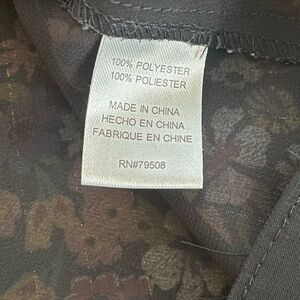 100% POLYESTER
100% POLIESTER
MADE IN CHINA
HECHO EN CHINA
FABRIQUE EN CHINE
RN#79508